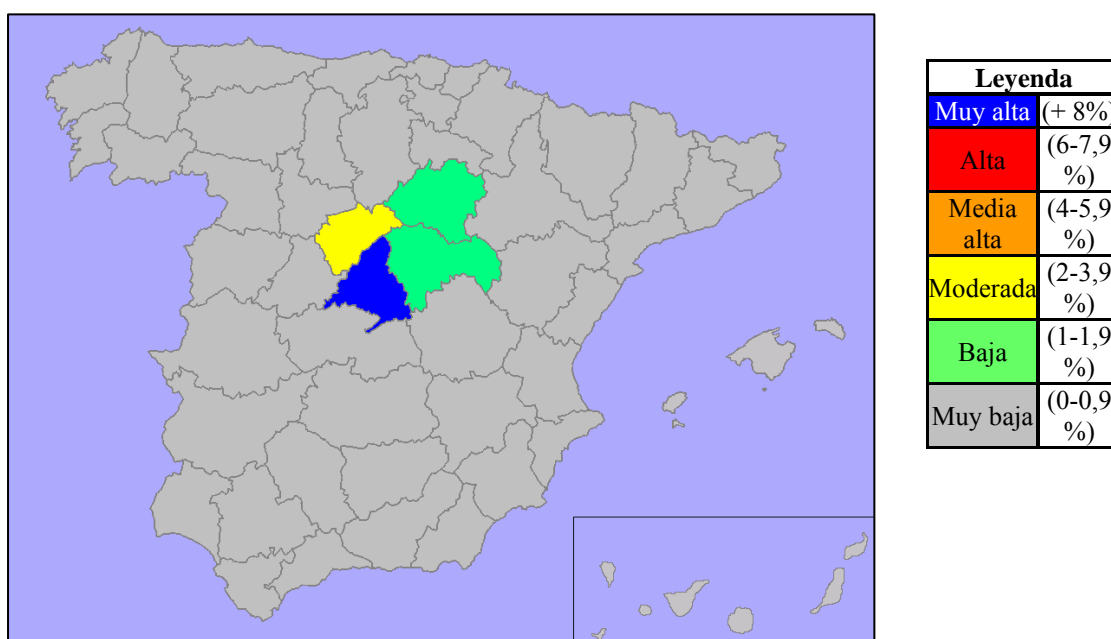 Leyenda
Muy alta (+ 8%)
Alta (6-7,9
%)
Media
alta (4-5,9
%)
Moderada (2-3,9
%)
Baja (1-1,9
%)
Muy baja (0-0,9
%)